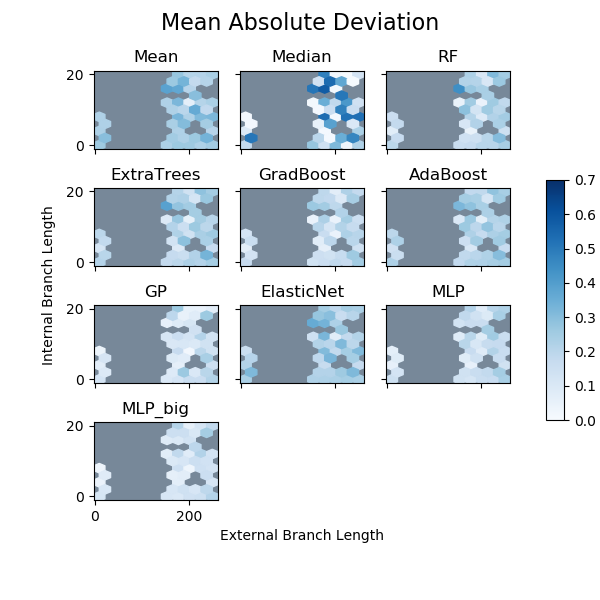 Mean Absolute Deviation
Mean Median RF
20
0
ExtraTrees GradBoost AdaBoost
20
0
GP ElasticNet MLP
20
0
MLP_big
20
0
0 200
Internal Branch Length
External Branch Length
0.7
0.6
0.5
0.4
0.3
0.2
0.1
0.0